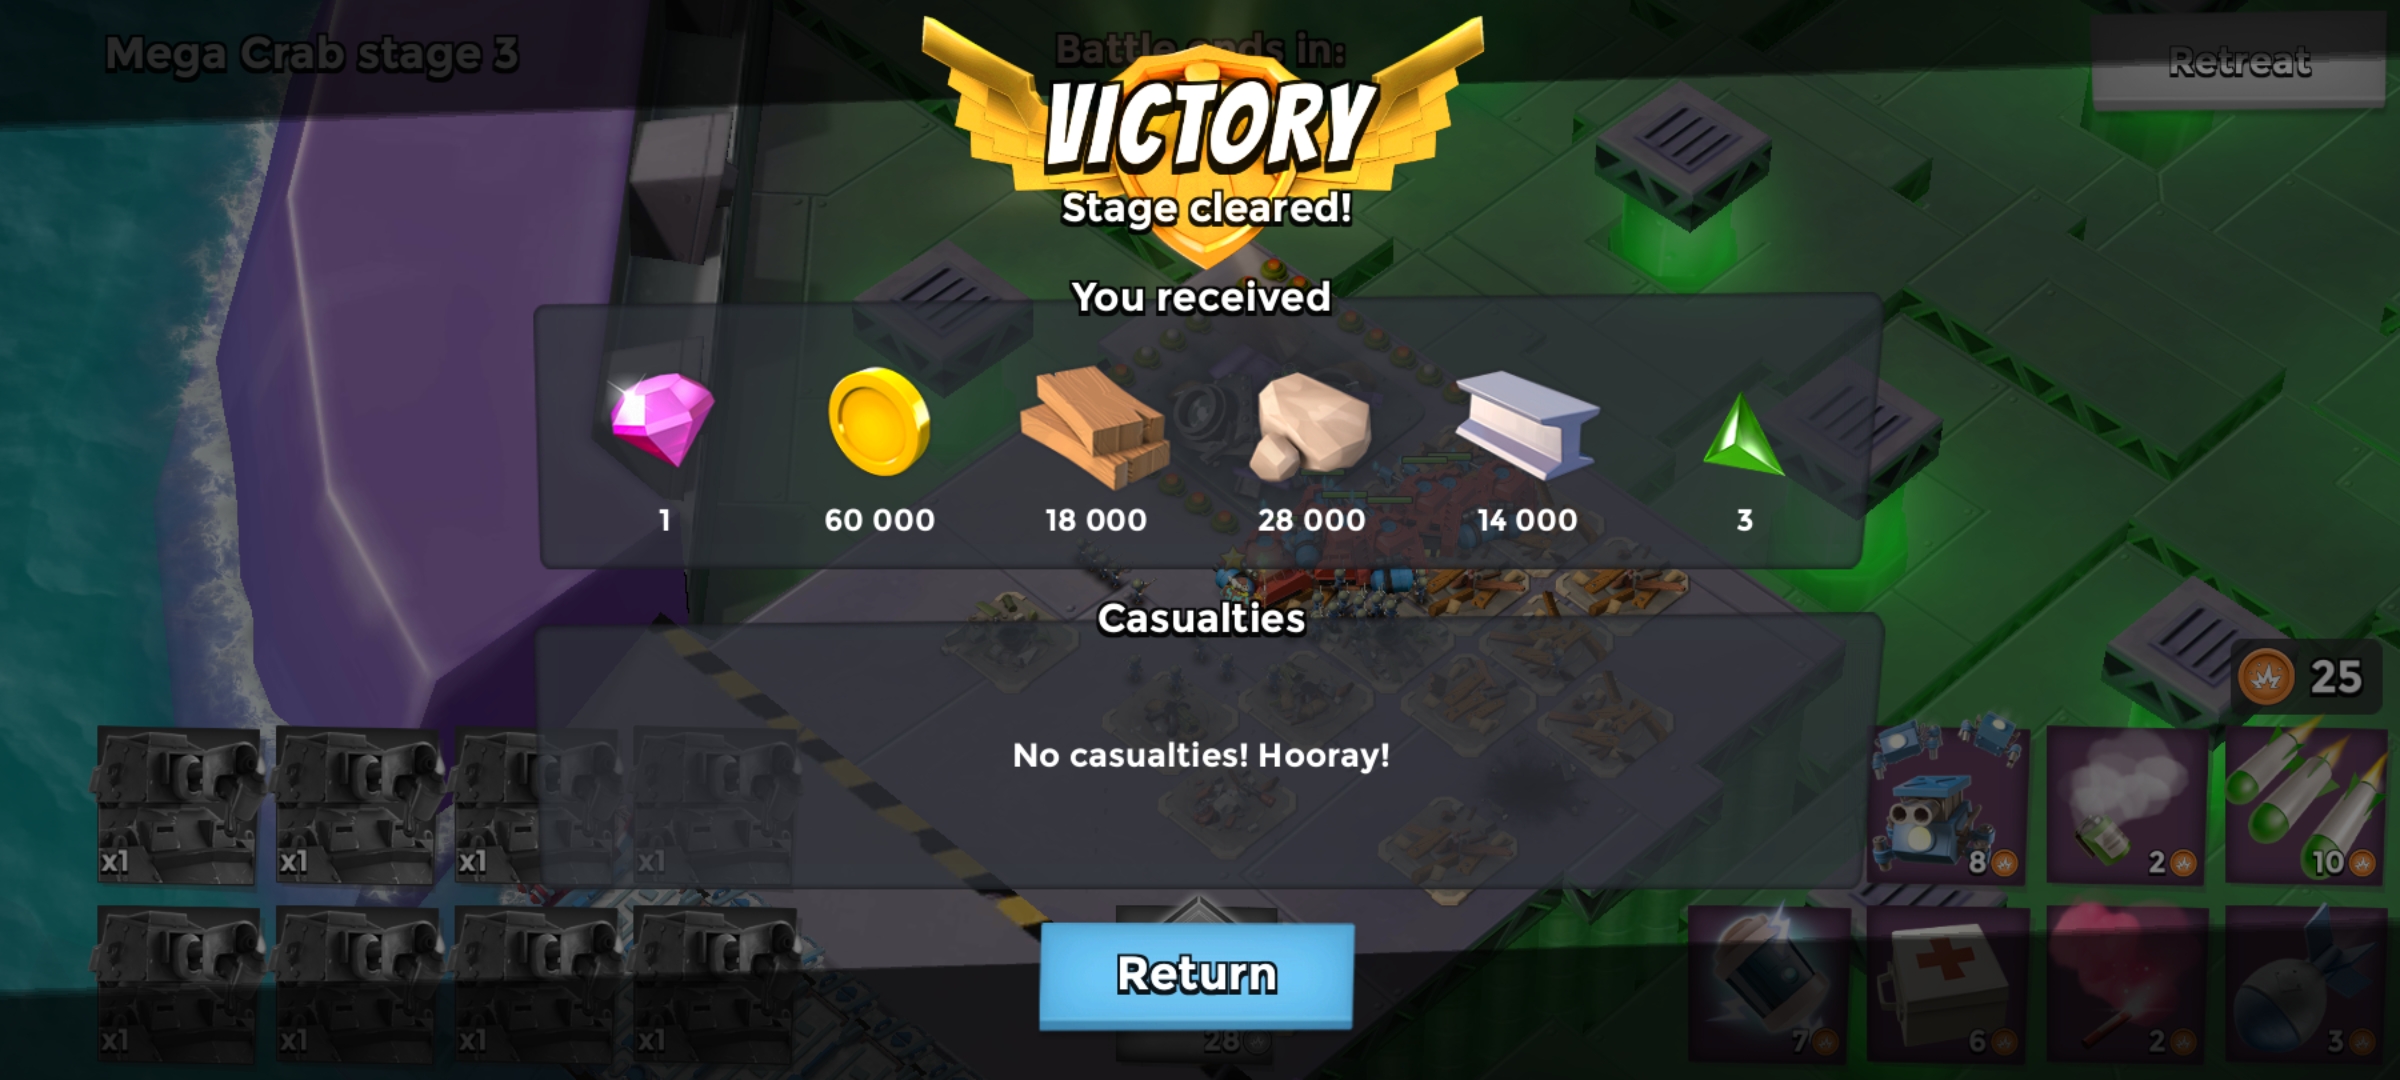 Mega Crab stage 3
Battle ends in:
Retreat
VICTORY
Stage cleared!
You received
1
60 000
18 000
28 000
14 000
3
Casualties
No casualties! Hooray!
25
x1
x1
x1
x1
8
2
10
x1
x1
x1
x1
Return
28
7
6
2
3